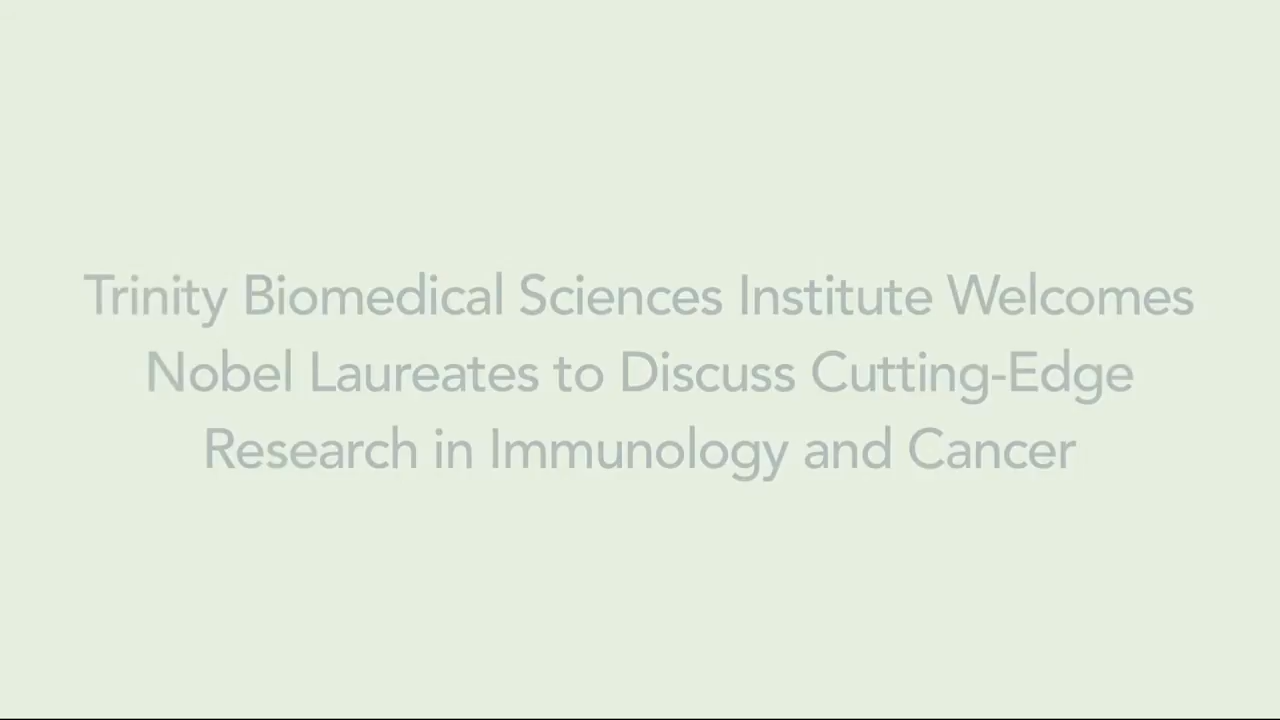 Trinity Biomedical Sciences Institute Welcomes
Nobel Laureates to Discuss Cutting-Edge
Research in Immunology and Cancer